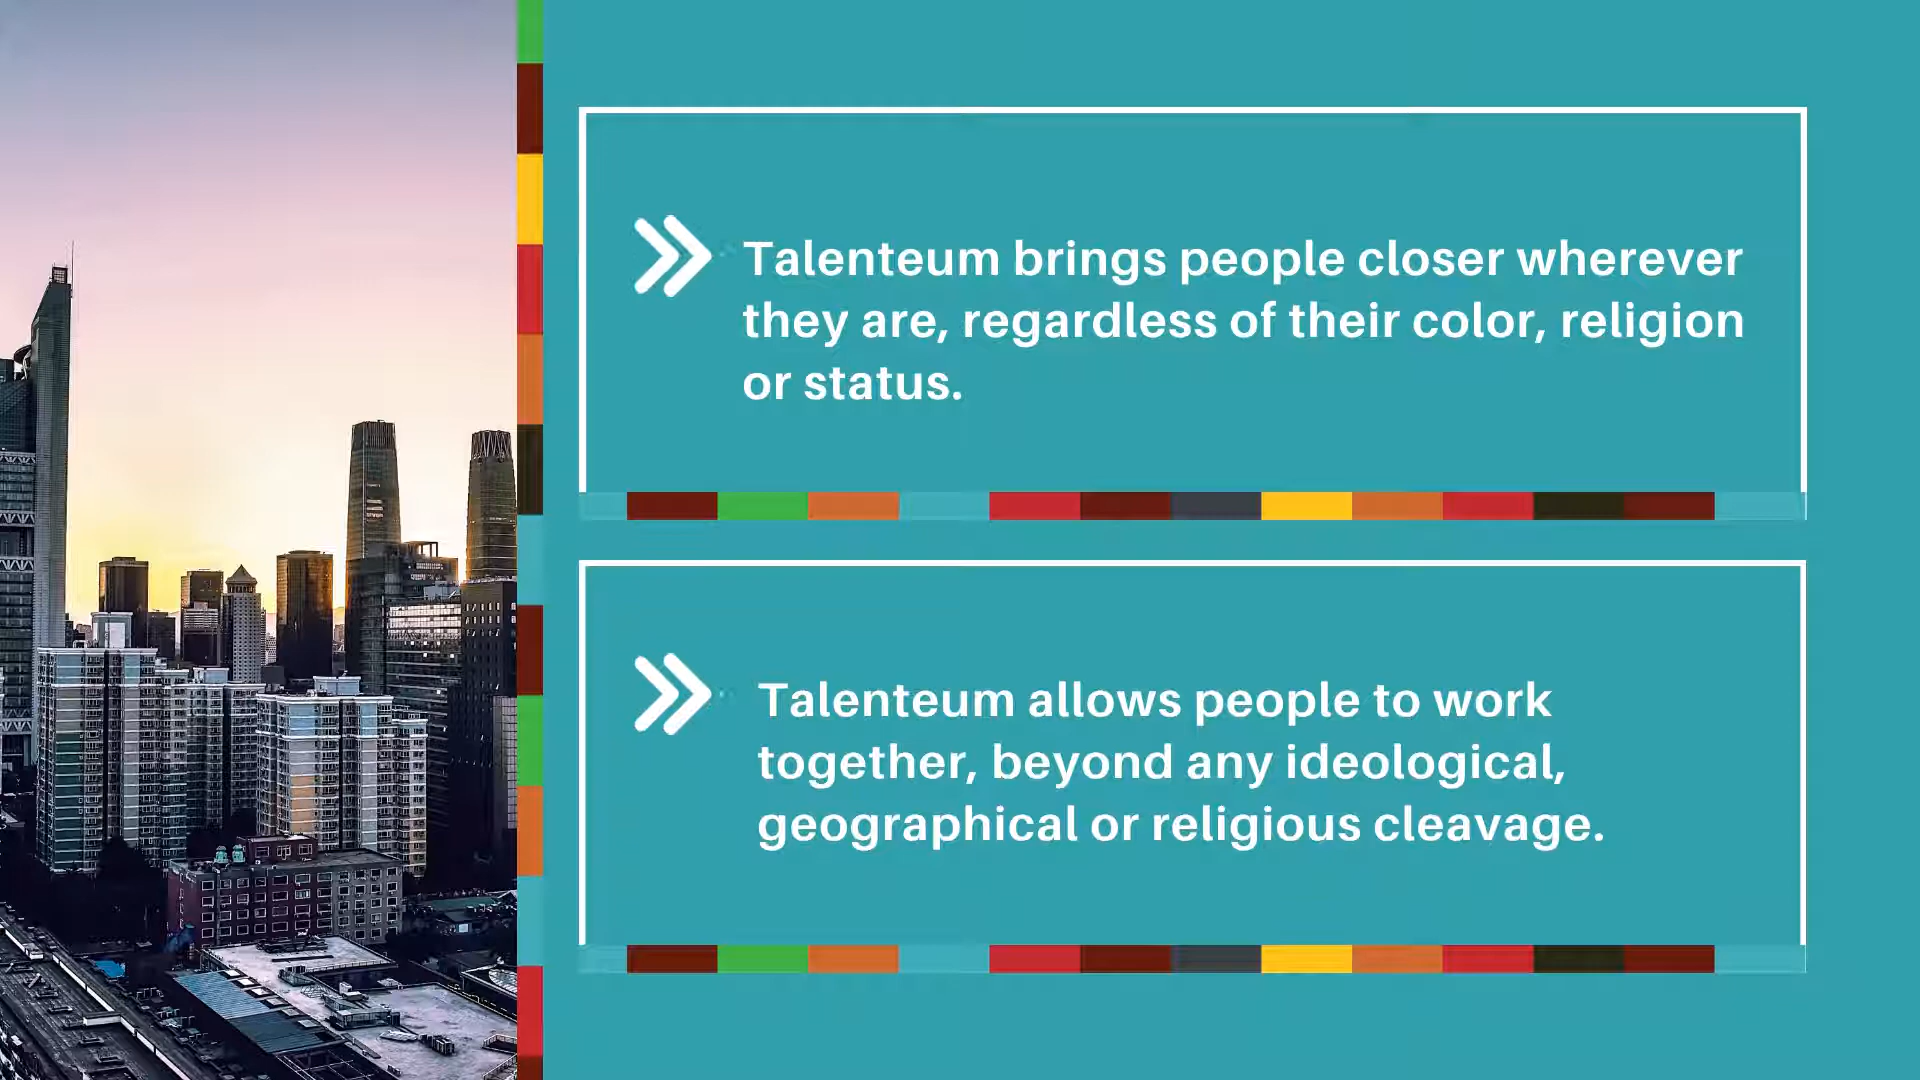 Talenteum brings people closer wherever
they are, regardless of their color, religion
or status.
Talenteum allows people to work
together, beyond any ideological,
geographical or religious cleavage.